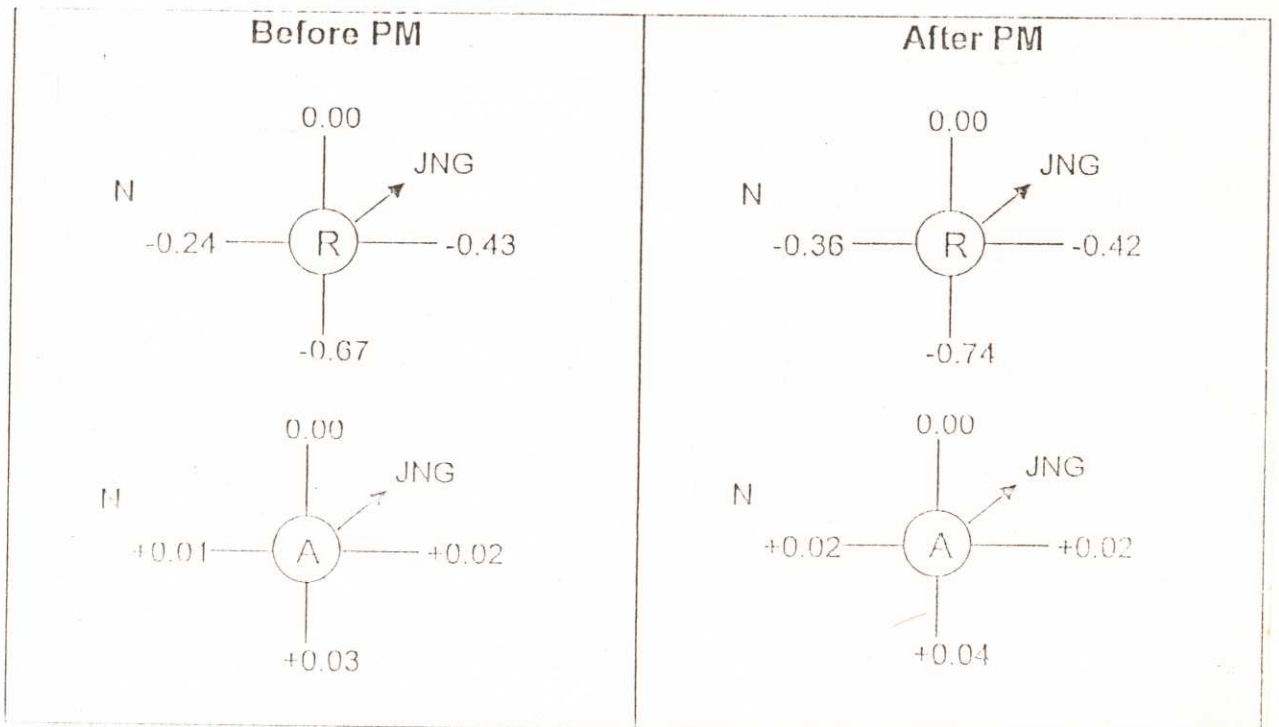 Before PM
0.00
JNG
N
-0.24
R
-0.43
-0.67
0.00
JNG
N
+0.01
A
+0.02
+0.03
After PM
0.00
JNG
N
-0.36
R
-0.42
-0.74
0.00
JNG
N
+0.02
A
+0.02
+0.04